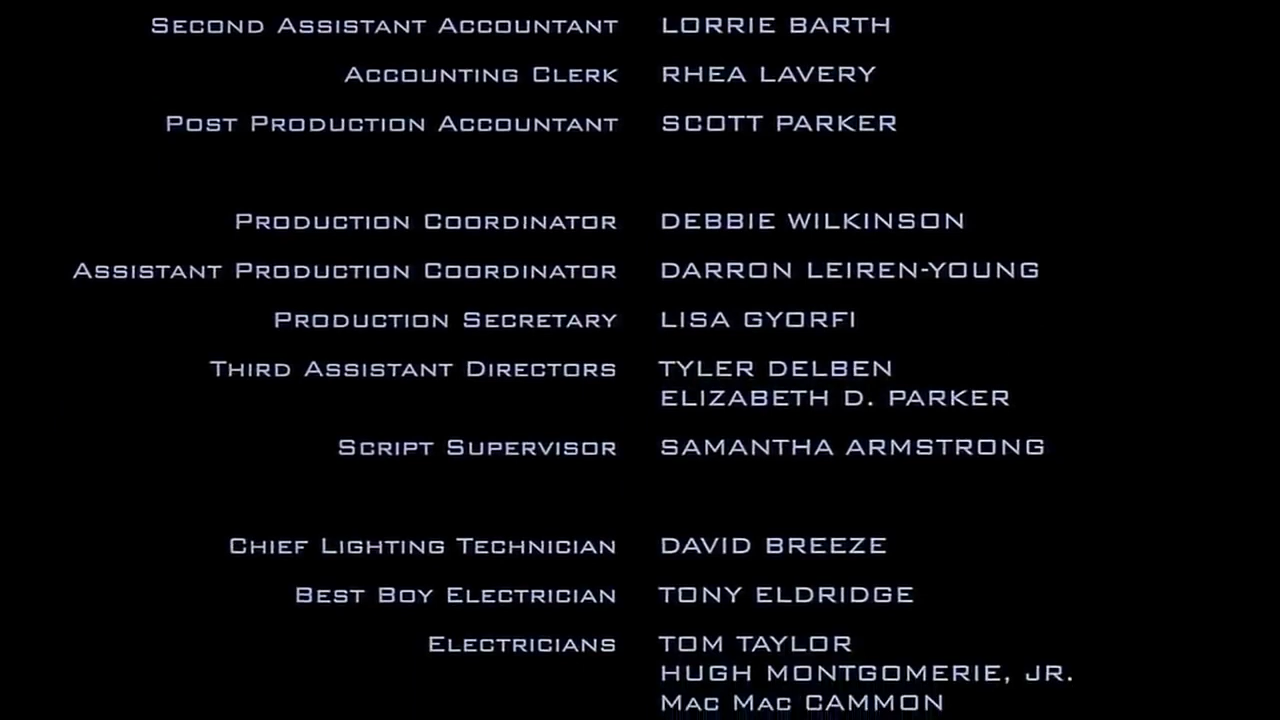 Second Assistant Accountant LORRIE BARTH
Accounting Clerk RHEA LAVERY
Post Production Accountant SCOTT PARKER
Production Coordinator DEBBIE WILKINSON
Assistant Production Coordinator DARRON LEIREN-YOUNG
Production Secretary LISA GYORFI
Third Assistant Directors TYLER DELBEN
ELIZABETH D. PARKER
Script Supervisor SAMANTHA ARMSTRONG
Chief Lighting Technician DAVID BREEZE
Best Boy Electrician TONY ELDRIDGE
Electricians TOM TAYLOR
HUGH MONTGOMERIE, JR.
Mac Mac CAMMON